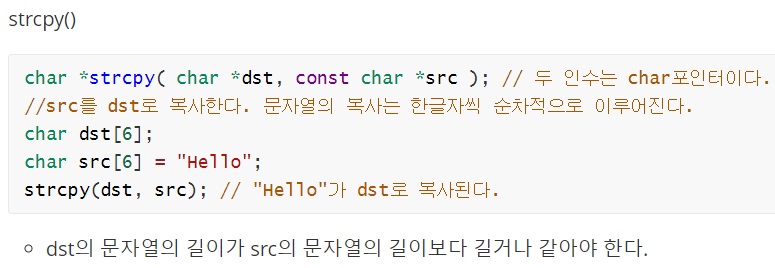 strcpy()
char *strcpy( char *dst, const char *src ); // 두 인수는 char포인터이다.
//src를 dst로 복사한다. 문자열의 복사는 한글자씩 순차적으로 이루어진다.
char dst[6];
char src[6] = "Hello";
strcpy(dst, src); // "Hello"가 dst로 복사된다.
◦ dst의 문자열의 길이가 src의 문자열의 길이보다 길거나 같아야 한다.